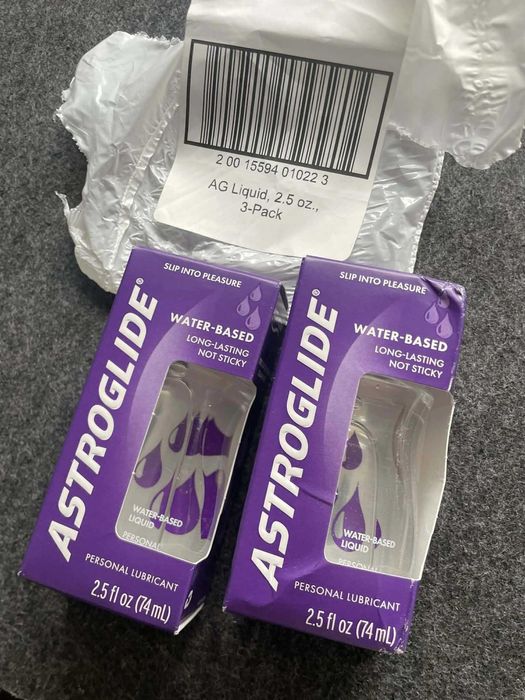 2 00 15594 01022 3
AG Liquid, 2.5 oz.,
3-Pack
SLIP INTO PLEASURE
ASTROGLIDE®
WATER-BASED
LONG-LASTING
NOT STICKY
WATER-BASED
LIQUID
PERSONAL
PERSONAL LUBRICANT
2.5 fl oz (74 mL)
SLIP INTO PLEASURE
ASTROGLIDE®
WATER-BASED
LONG-LASTING
NOT STICKY
WATER-BASED
LIQUID
PERSONAL
PERSONAL LUBRICANT
2.5 fl oz (74 mL)